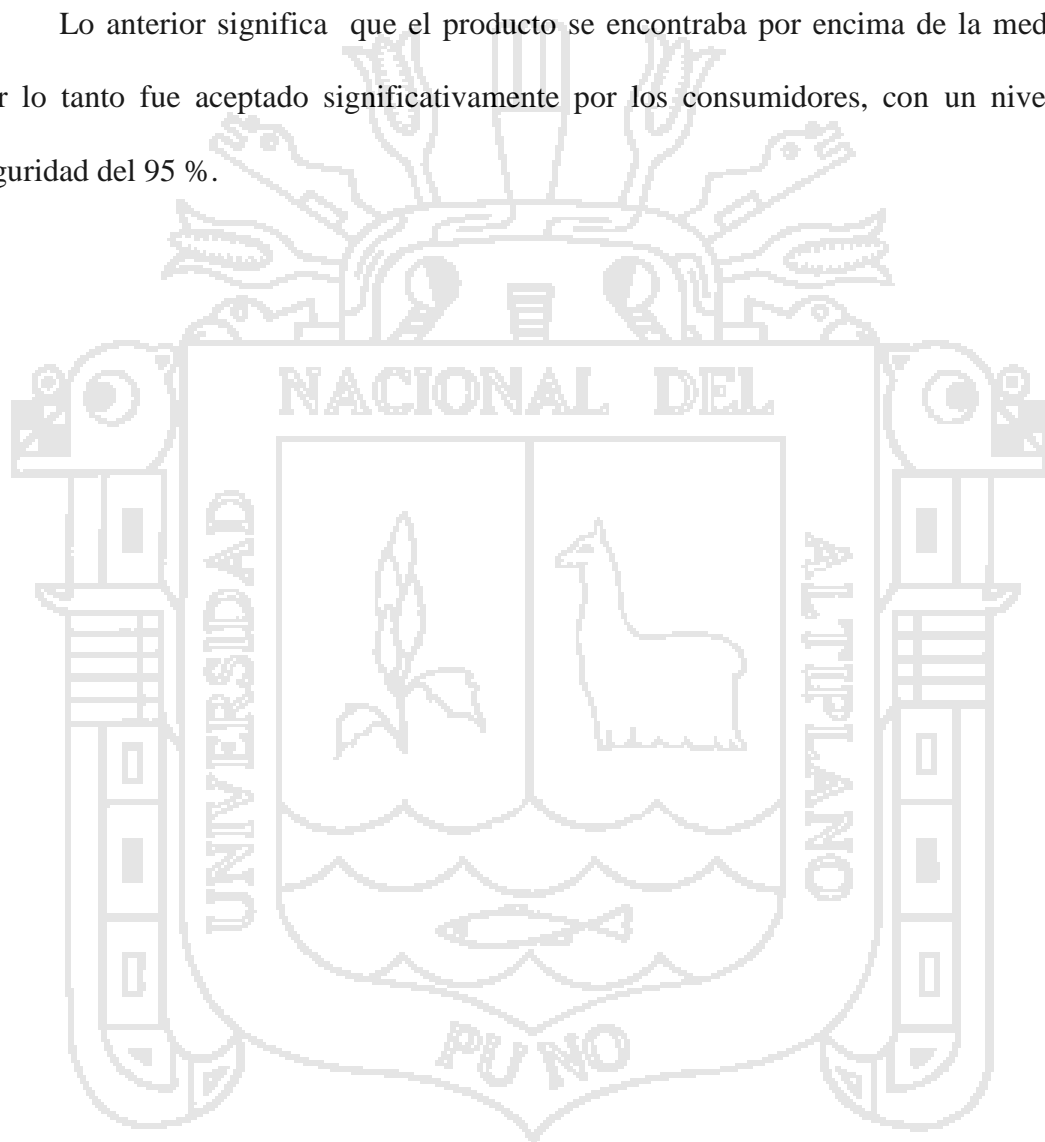 Lo anterior significa que el producto se encontraba por encima de la med
r lo tanto fue aceptado significativamente por los consumidores, con un nive
guridad del 95 %.
NACIONAL DEL
UNIVERSIDAD
ALTIPLANO
PUNO